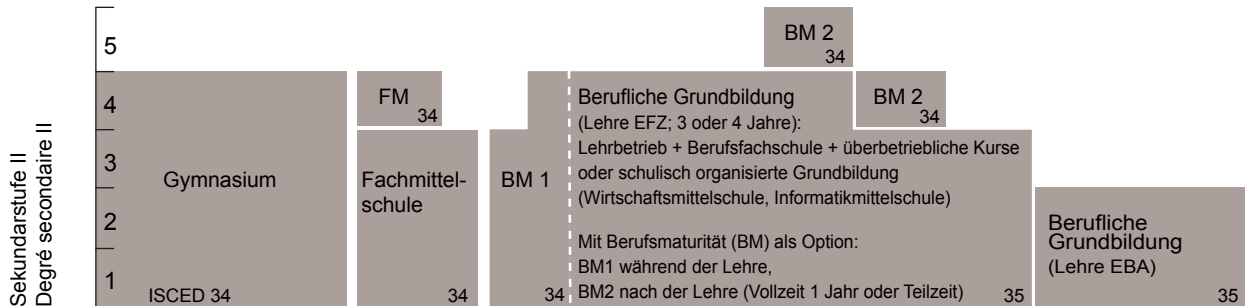 Sekundarstufe II
Degré secondaire II
5
4
3
2
1
Gymnasium
ISCED 34
FM
34
Fachmittel-
schule
34
BM 1
34
BM 2
34
Berufliche Grundbildung
(Lehre EFZ; 3 oder 4 Jahre):
Lehrbetrieb + Berufsfachschule + überbetriebliche Kurse
oder schulisch organisierte Grundbildung
(Wirtschaftsmittelschule, Informatikmittelschule)
Mit Berufsmaturität (BM) als Option:
BM1 während der Lehre,
BM2 nach der Lehre (Vollzeit 1 Jahr oder Teilzeit)
35
BM 2
34
Berufliche
Grundbildung
(Lehre EBA)
35